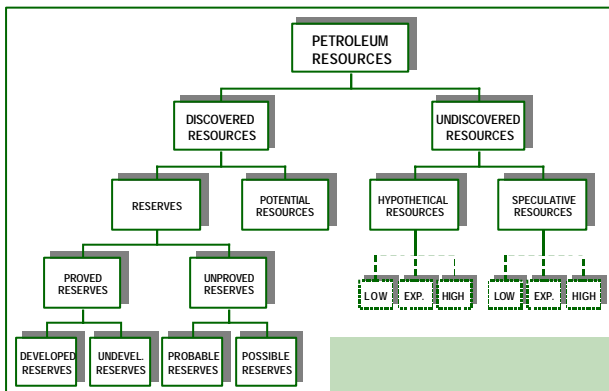 PETROLEUM
RESOURCES
DISCOVERED
RESOURCES
UNDISCOVERED
RESOURCES
RESERVES
POTENTIAL
RESOURCES
HYPOTHETICAL
RESOURCES
SPECULATIVE
RESOURCES
PROVED
RESERVES
UNPROVED
RESERVES
LOW
EXP.
HIGH
LOW
EXP.
HIGH
DEVELOPED
RESERVES
UNDEVEL.
RESERVES
PROBABLE
RESERVES
POSSIBLE
RESERVES